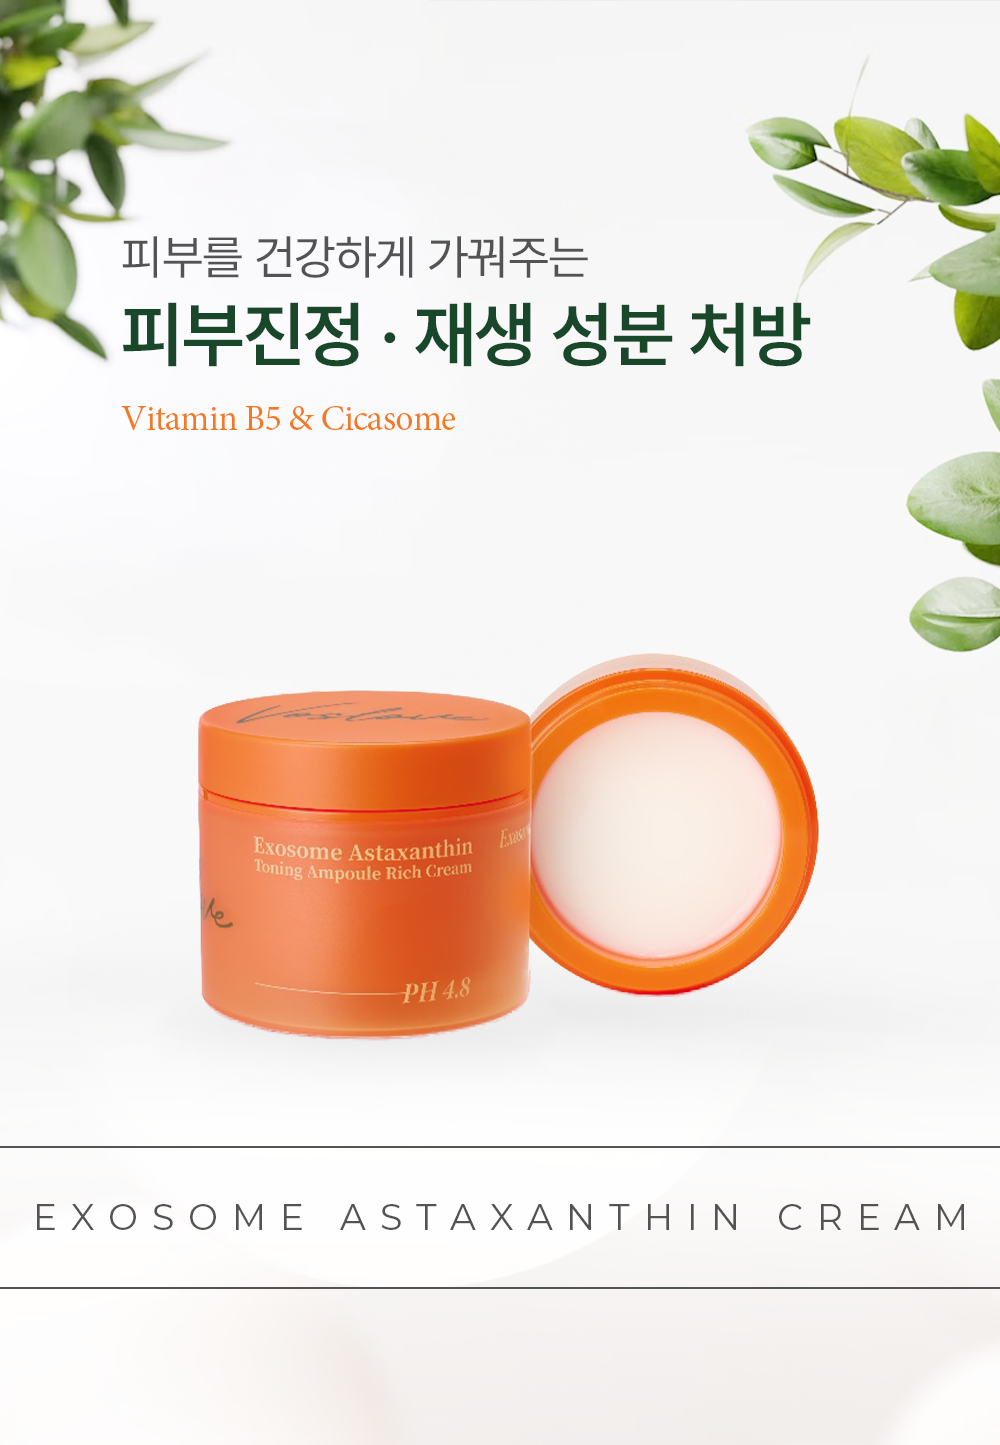 피부를 건강하게 가꿔주는
피부진정 · 재생 성분 처방
Vitamin B5 & Cicasome
Exosome Astaxanthin
Toning Ampoule Rich Cream
PH 4.8
EXOSOME ASTAXANTHIN CREAM